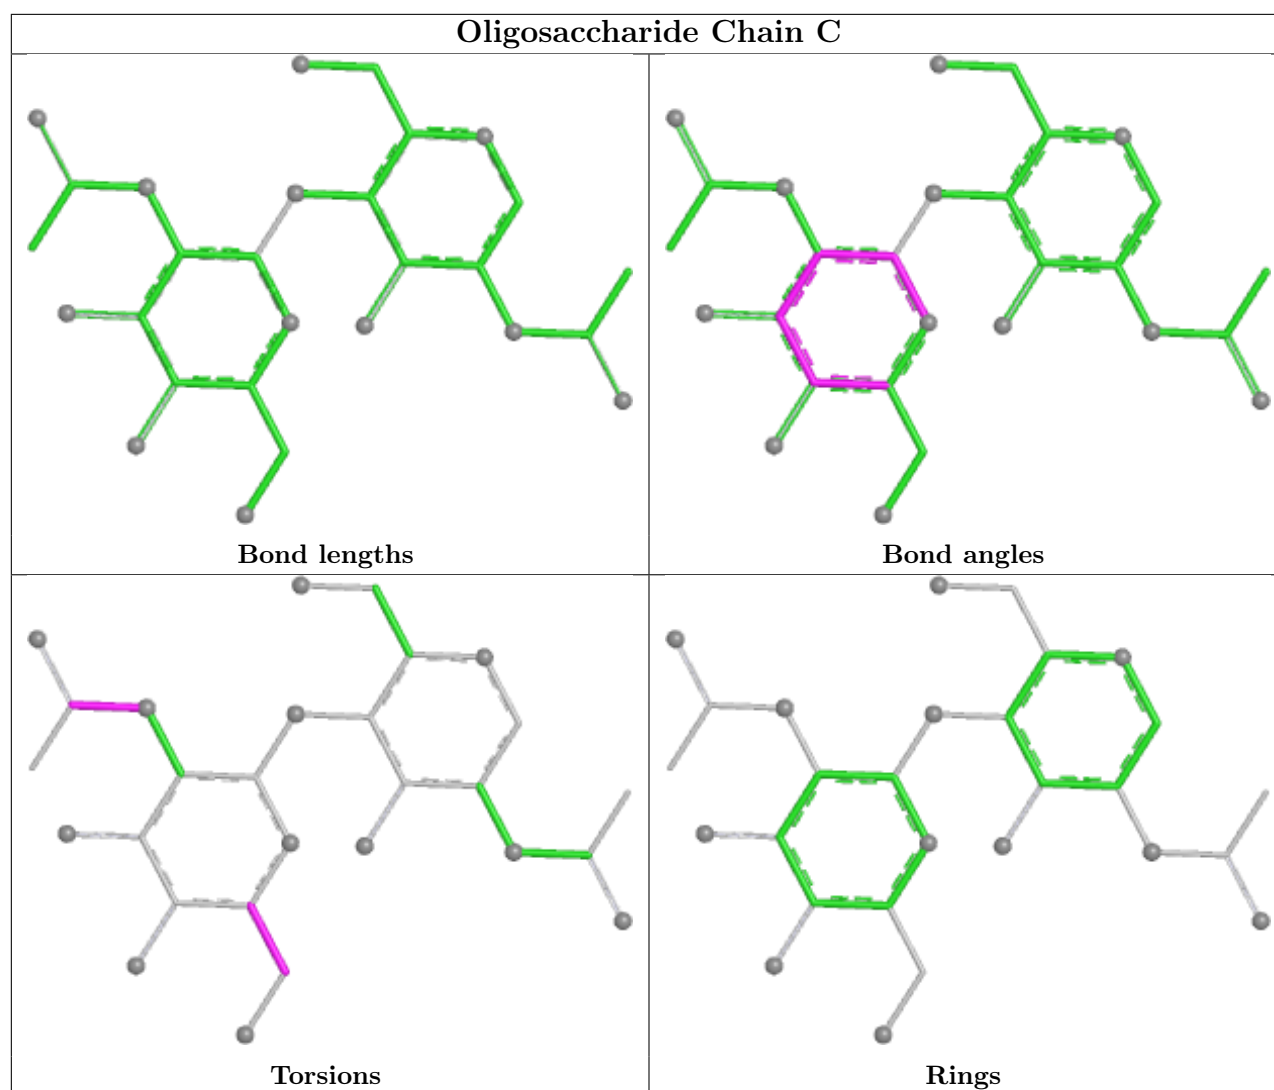 Oligosaccharide Chain C
Bond lengths
Bond angles
Torsions
Rings